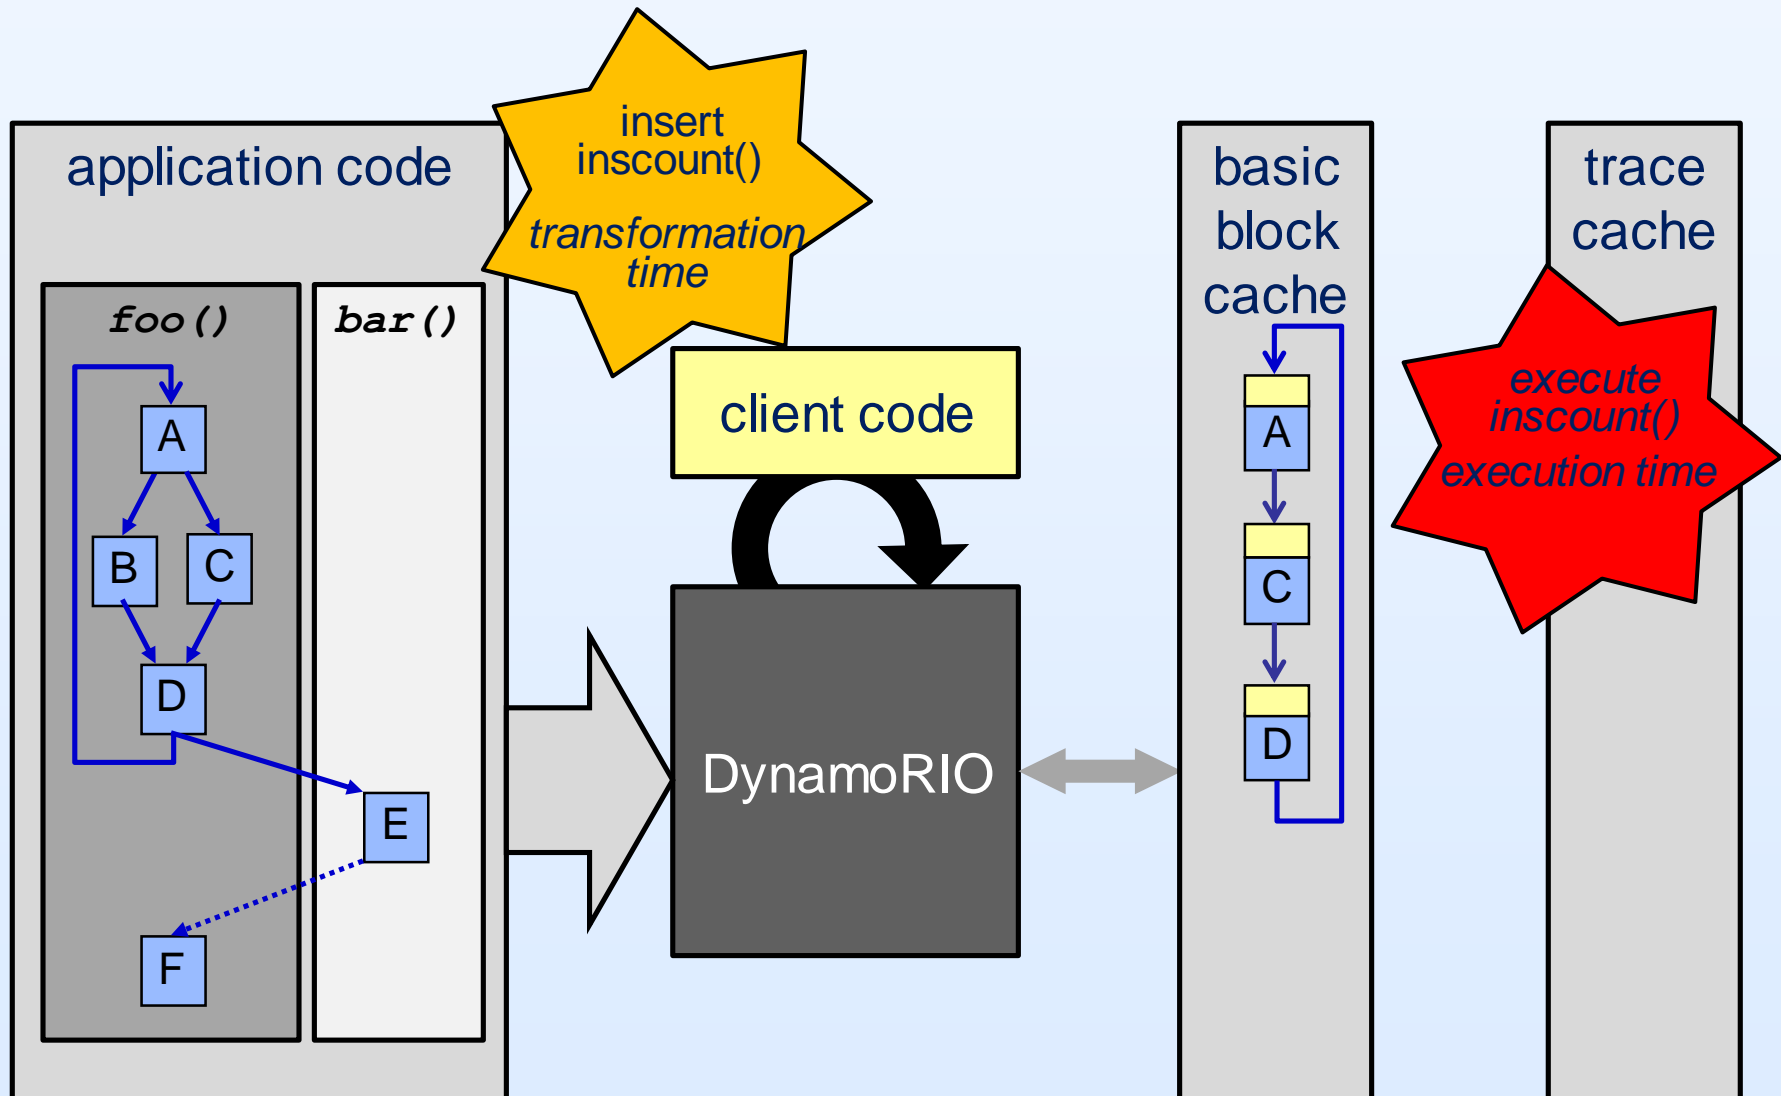 application code
foo()
bar()
A
B
C
D
E
F
insert
inscount()
transformation
time
client code
DynamoRIO
basic
block
cache
A
C
D
trace
cache
execute
inscount()
execution time